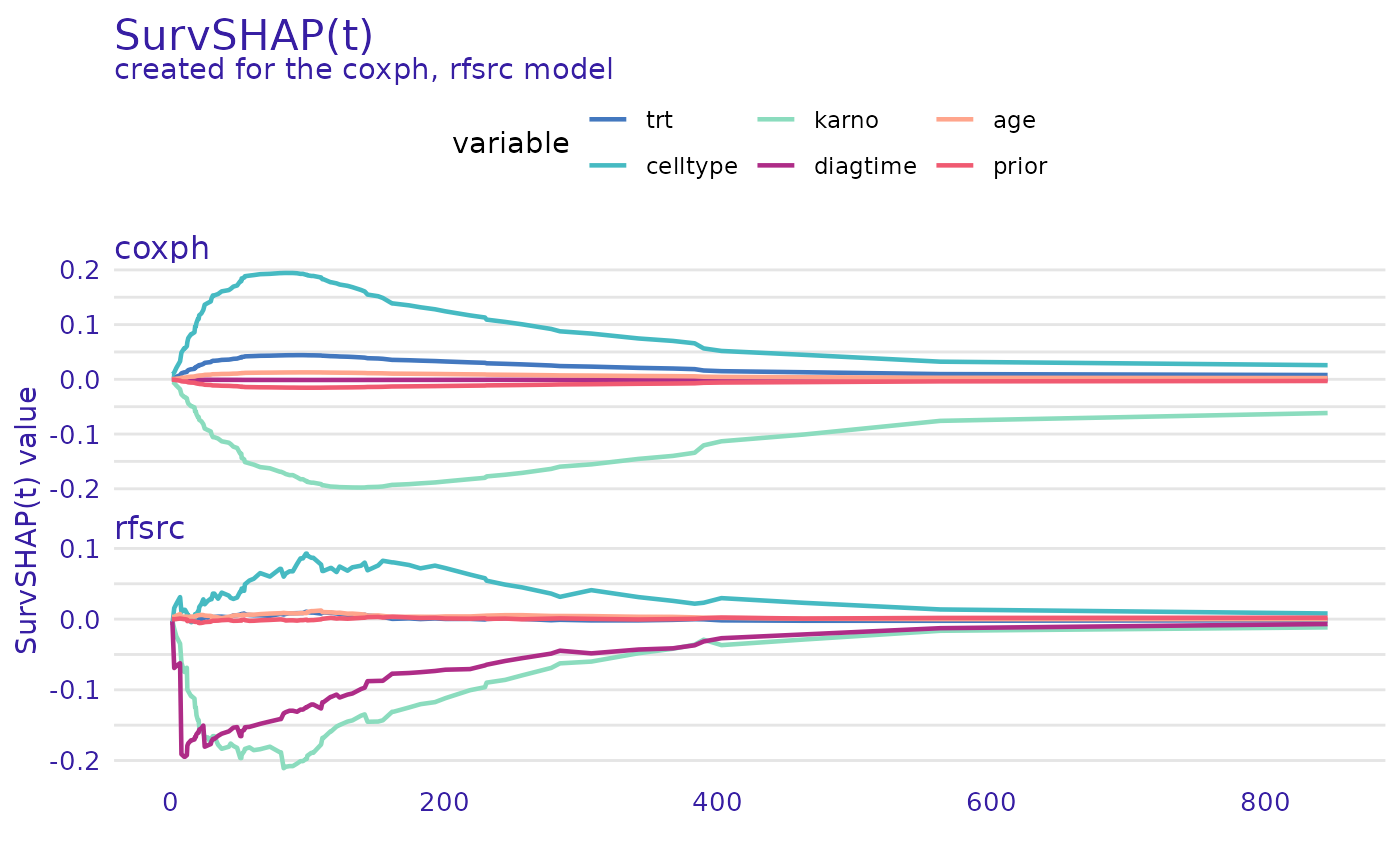 SurvSHAP(t)
created for the coxph, rfsrc model
variable
trt
karno
age
celltype
diagtime
prior
SurvSHAP(t) value
coxph
0.2
0.1
0.0
-0.1
-0.2
rfsrc
0.1
0.0
-0.1
-0.2
0 200 400 600 800